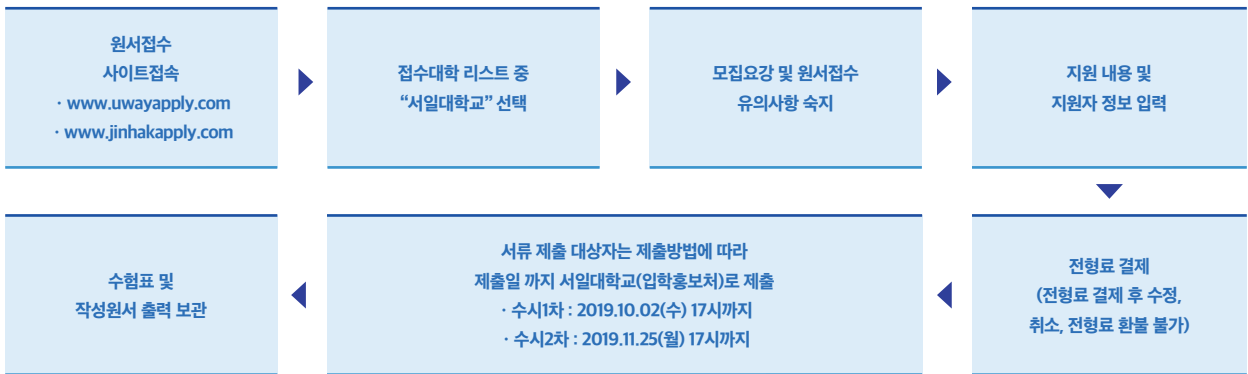 원서접수
사이트접속
· www.uwayapply.com
· www.jinhakapply.com
접수대학 리스트 중
“서일대학교” 선택
모집요강 및 원서접수
유의사항 숙지
지원 내용 및
지원자 정보 입력
전형료 결제
(전형료 결제 후 수정,
취소, 전형료 환불 불가)
서류 제출 대상자는 제출방법에 따라
제출일 까지 서일대학교(입학홍보처)로 제출
· 수시1차 : 2019.10.02(수) 17시까지
· 수시2차 : 2019.11.25(월) 17시까지
수험표 및
작성원서 출력 보관